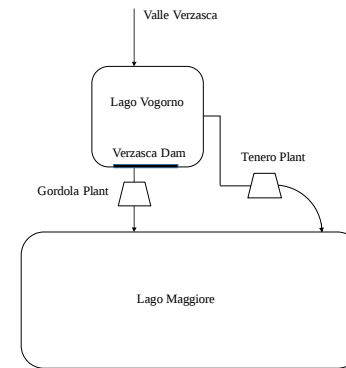 Valle Verzasca
Lago Vogorno
Verzasca Dam
Tenero Plant
Gordola Plant
Lago Maggiore